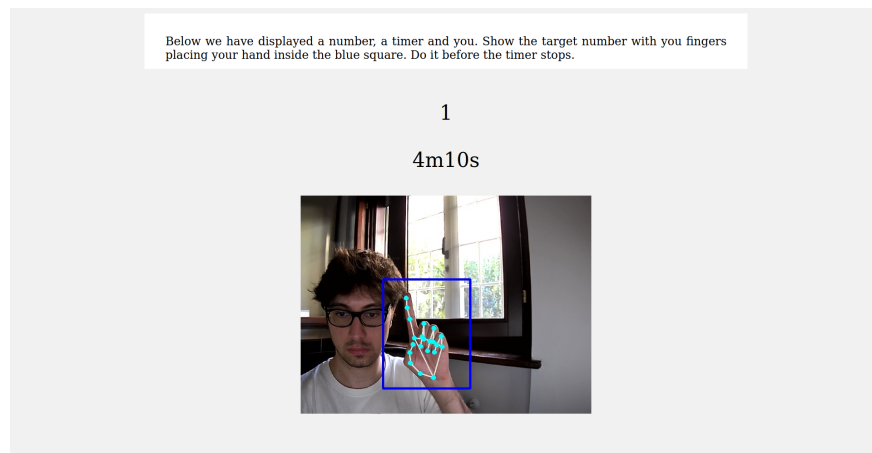 Below we have displayed a number, a timer and you. Show the target number with you fingers
placing your hand inside the blue square. Do it before the timer stops.
1
4m10s